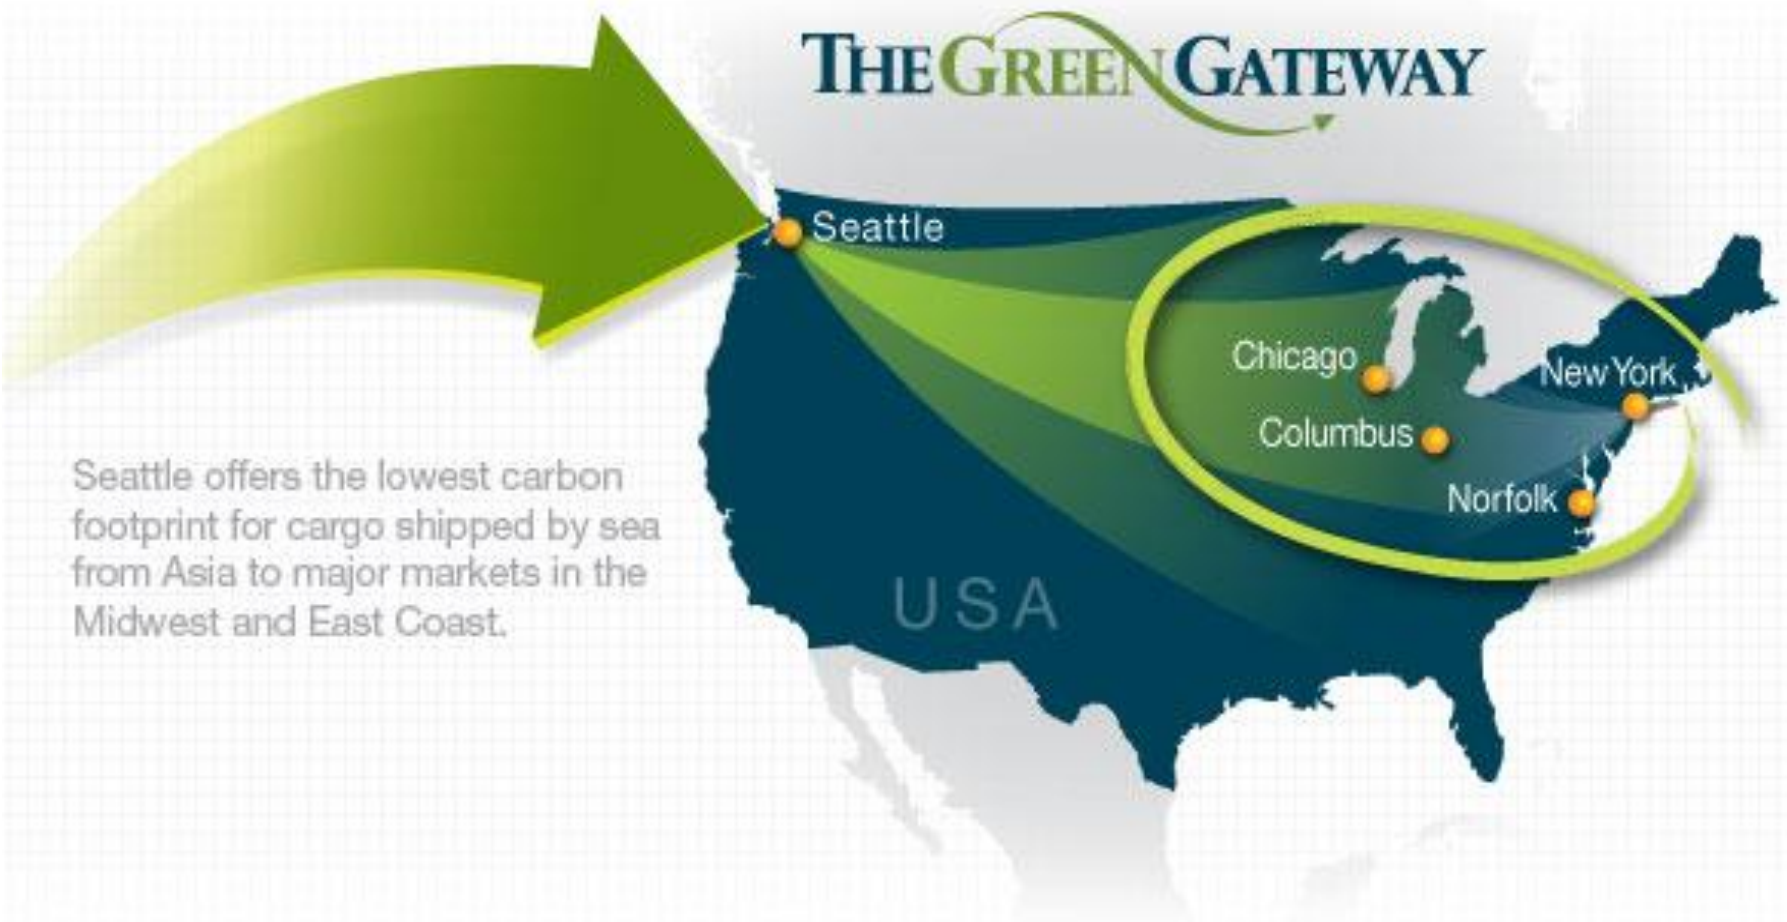 THE GREEN GATEWAY
Seattle
Chicago
New York
Columbus
Norfolk
Seattle offers the lowest carbon
footprint for cargo shipped by sea
from Asia to major markets in the
Midwest and East Coast.
USA